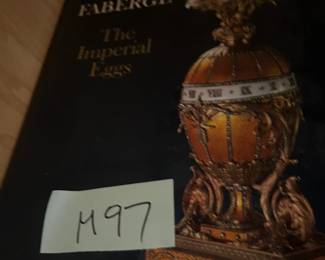 FABERGÉ
The Imperial
Eggs
M97